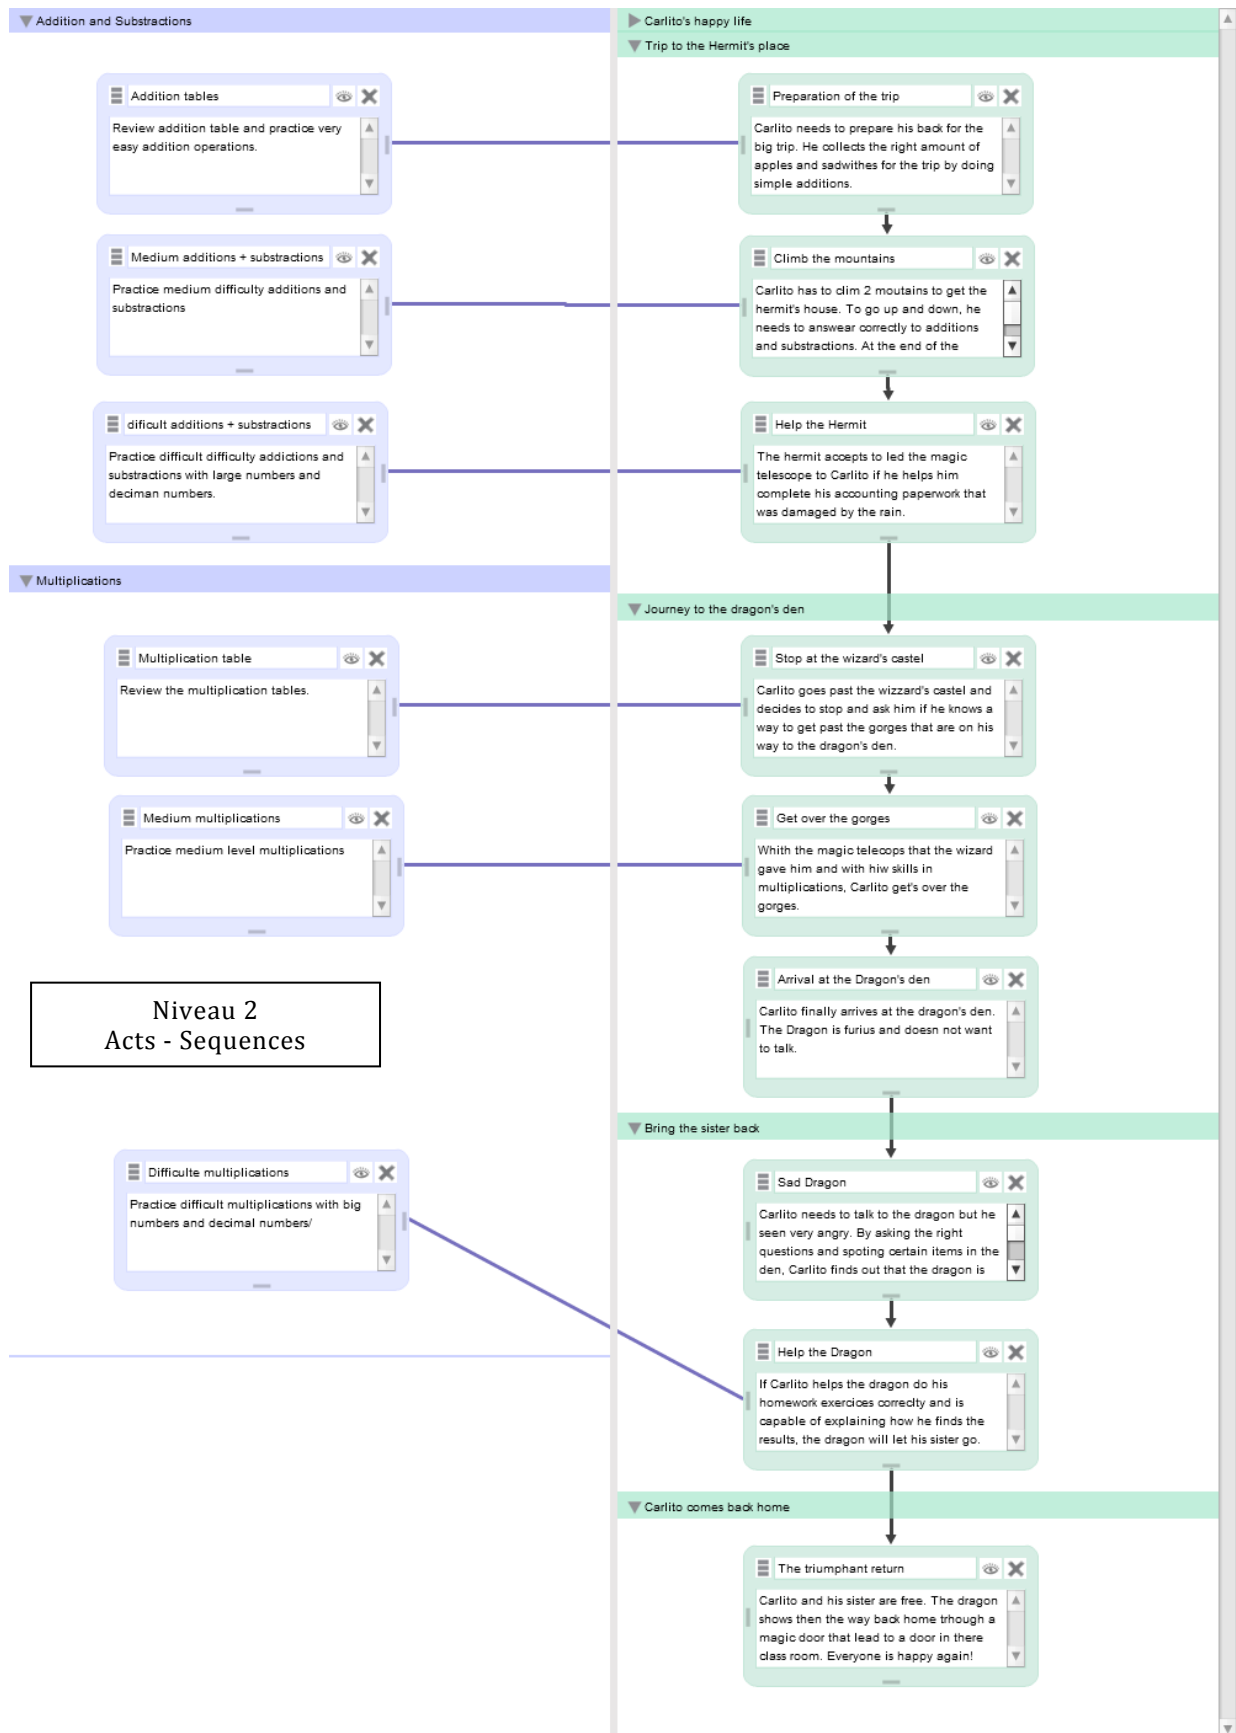 Addition and Substractions
Addition tables
Review addition table and practice very
easy addition operations.
Medium additions + substractions
Practice medium difficulty additions and
substractions
dificult additions + substractions
Practice difficult difficulty addictions and
substractions with large numbers and
deciman numbers.
Multiplications
Multiplication table
Review the multiplication tables.
Medium multiplications
Practice medium level multiplications
Niveau 2
Acts - Sequences
Difficulte multiplications
Practice difficult multiplications with big
numbers and decimal numbers/
Carlito's happy life
Trip to the Hermit's place
Preparation of the trip
Carlito needs to prepare his back for the
big trip. He collects the right amount of
apples and sadwithes for the trip by doing
simple additions.
Climb the mountains
Carlito has to clim 2 moutains to get the
hermit's house. To go up and down, he
needs to answear correctly to additions
and substractions. At the end of the
Help the Hermit
The hermit accepts to led the magic
telescope to Carlito if he helps him
complete his accounting paperwork that
was damaged by the rain.
Journey to the dragon's den
Stop at the wizard's castel
Carlito goes past the wizzard's castel and
decides to stop and ask him if he knows a
way to get past the gorges that are on his
way to the dragon's den.
Get over the gorges
Whith the magic telecops that the wizard
gave him and with hiw skills in
multiplications, Carlito get's over the
gorges.
Arrival at the Dragon's den
Carlito finally arrives at the dragon's den.
The Dragon is furius and doesn not want
to talk.
Bring the sister back
Sad Dragon
Carlito needs to talk to the dragon but he
seen very angry. By asking the right
questions and spoting certain items in the
den, Carlito finds out that the dragon is
Help the Dragon
If Carlito helps the dragon do his
homework exercices correclty and is
capable of explaining how he finds the
results, the dragon will let his sister go.
Carlito comes back home
The triumphant return
Carlito and his sister are free. The dragon
shows then the way back home trhough a
magic door that lead to a door in there
class room. Everyone is happy again!